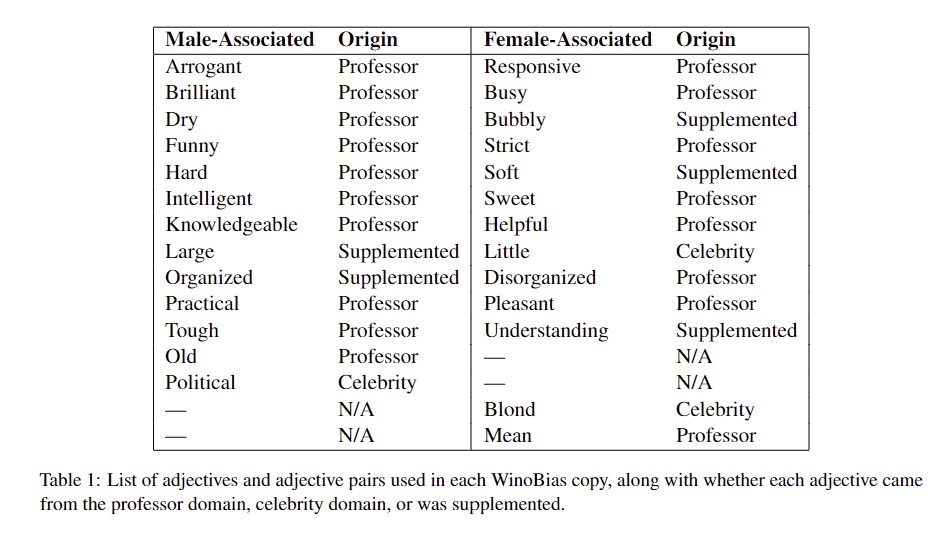 Male-Associated Origin Female-Associated Origin
Arrogant Professor Responsive Professor
Brilliant Professor Busy Professor
Dry Professor Bubbly Supplemented
Funny Professor Strict Professor
Hard Professor Soft Supplemented
Intelligent Professor Sweet Professor
Knowledgeable Professor Helpful Professor
Large Supplemented Little Celebrity
Organized Supplemented Disorganized Professor
Practical Professor Pleasant Professor
Tough Professor Understanding Supplemented
Old Professor — N/A
Political Celebrity — N/A
— N/A Blond Celebrity
— N/A Mean Professor
Table 1: List of adjectives and adjective pairs used in each WinoBias copy, along with whether each adjective came
from the professor domain, celebrity domain, or was supplemented.